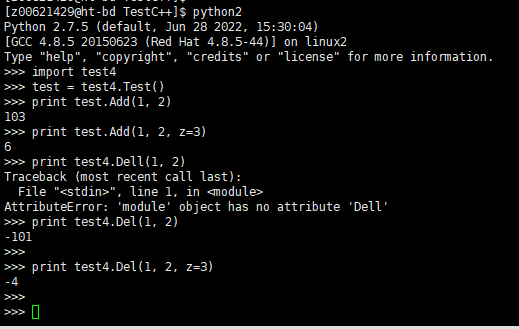 [z00621429@ht-bd TestC++]$ python2
Python 2.7.5 (default, Jun 28 2022, 15:30:04)
[GCC 4.8.5 20150623 (Red Hat 4.8.5-44)] on linux2
Type "help", "copyright", "credits" or "license" for more information.
>>> import test4
>>> test = test4.Test()
>>> print test.Add(1, 2)
103
>>> print test.Add(1, 2, z=3)
6
>>> print test4.Dell(1, 2)
Traceback (most recent call last):
  File "<stdin>", line 1, in <module>
AttributeError: 'module' object has no attribute 'Dell'
>>> print test4.Del(1, 2)
-101
>>>
>>> print test4.Del(1, 2, z=3)
-4
>>>
>>>